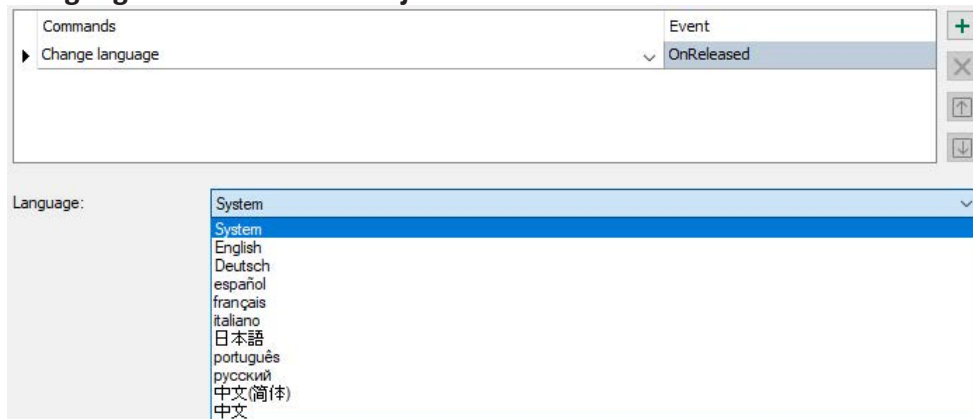 Commands Event
Change language OnReleased
Language: System
System
English
Deutsch
español
français
italiano
日本語
português
русский
中文(简体)
中文